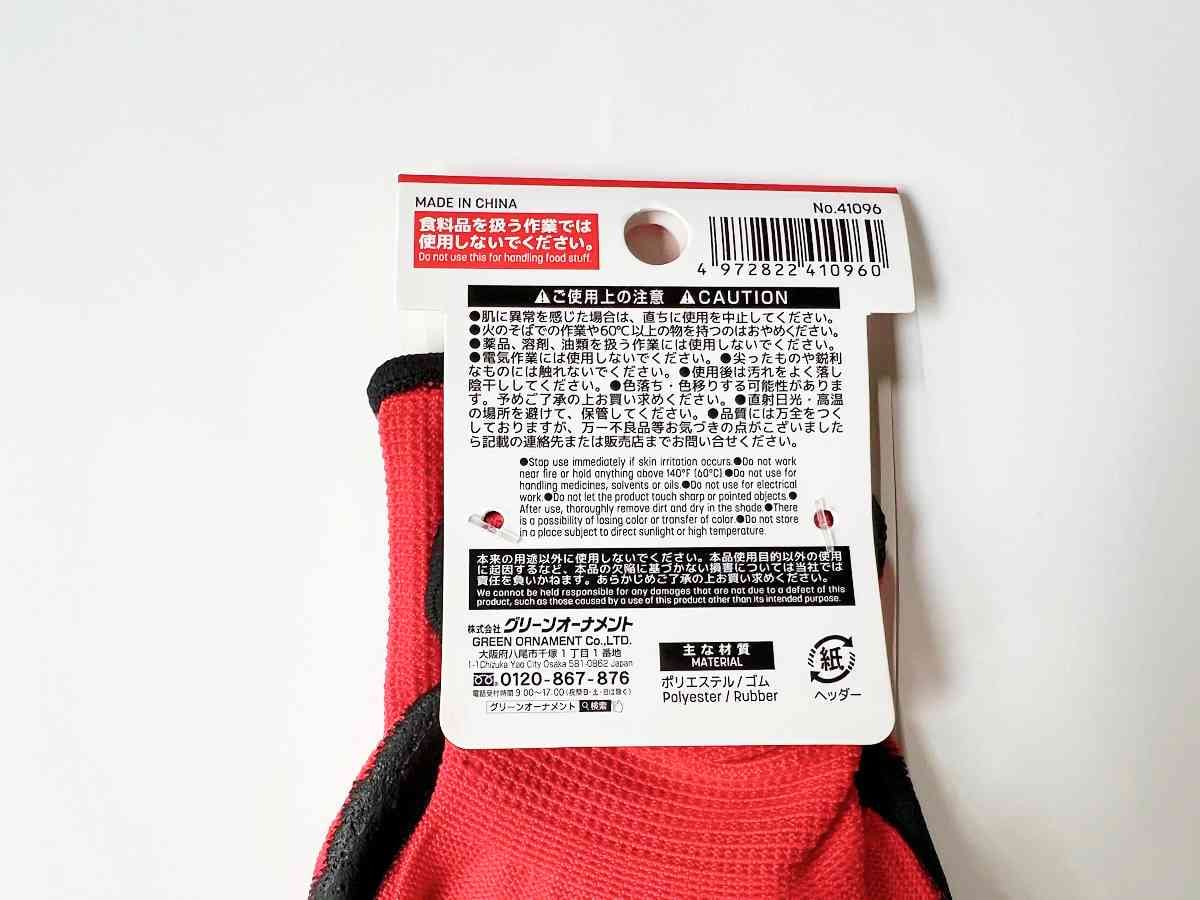 MADE IN CHINA
No.41096
食料品を扱う作業では
使用しないでください。
Do not use this for handling food stuff.
4 972822 410960
⚠ご使用上の注意 ⚠CAUTION
●肌に異常を感じた場合は、直ちに使用を中止してください。
●火のそばでの作業や60℃以上の物を持つのはおやめください。
●薬品、溶剤、油類を扱う作業には使用しないでください。
●電気作業には使用しないでください。●尖ったものや鋭利
なものには触れないでください。●使用後は汚れをよく落し
陰干ししてください。●色落ち・色移りする可能性がありま
す。予めご了承の上お買い求めください。●直射日光・高温
の場所を避けて、保管してください。●品質には万全をつく
しておりますが、万一不良品等お気づきの点がございました
ら記載の連絡先または販売店までお問い合せください。
●Stop use immediately if skin irritation occurs.●Do not work
near fire or hold anything above 140°F (60°C).●Do not use for
handling medicines, solvents or oils.●Do not use for electrical
work.●Do not let the product touch sharp or pointed objects.●
After use, thoroughly remove dirt and dry in the shade.●There
is a possibility of losing color or transfer of color.●Do not store
in a place subject to direct sunlight or high temperature.
本来の用途以外に使用しないでください。本品使用目的以外の使用
に起因するなど、本品の欠陥に基づかない損害については当社では
責任を負いかねます。あらかじめご了承の上お買い求めください。
We cannot be held responsible for any damages that are not due to a defect of this
product, such as those caused by a use of this product other than its intended purpose.
株式会社 グリーンオーナメント
GREEN ORNAMENT Co.,LTD.
大阪府八尾市千塚1丁目1番地
1-1 Chizuka Yao City Osaka 581-0862 Japan
0120-867-876
電話受付時間 9:00～17:00 (祝祭日・土・日は除く)
グリーンオーナメント 検索
主な材質
MATERIAL
ポリエステル/ゴム
Polyester / Rubber
紙
ヘッダー